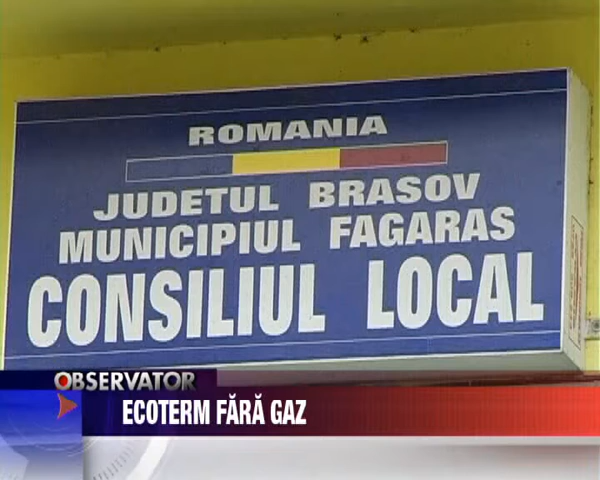 ROMANIA
JUDETUL BRASOV
MUNICIPIUL FAGARAS
CONSILIUL LOCAL
OBSERVATOR
ECOTERM FĂRĂ GAZ